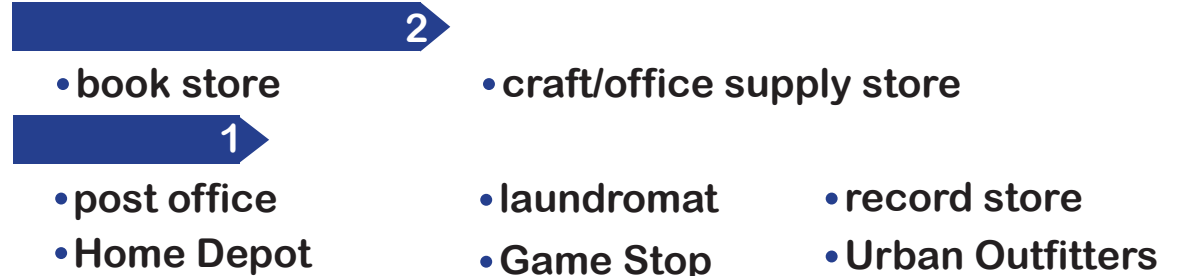 2
• book store • craft/office supply store
1
• post office • laundromat • record store
• Home Depot • Game Stop • Urban Outfitters